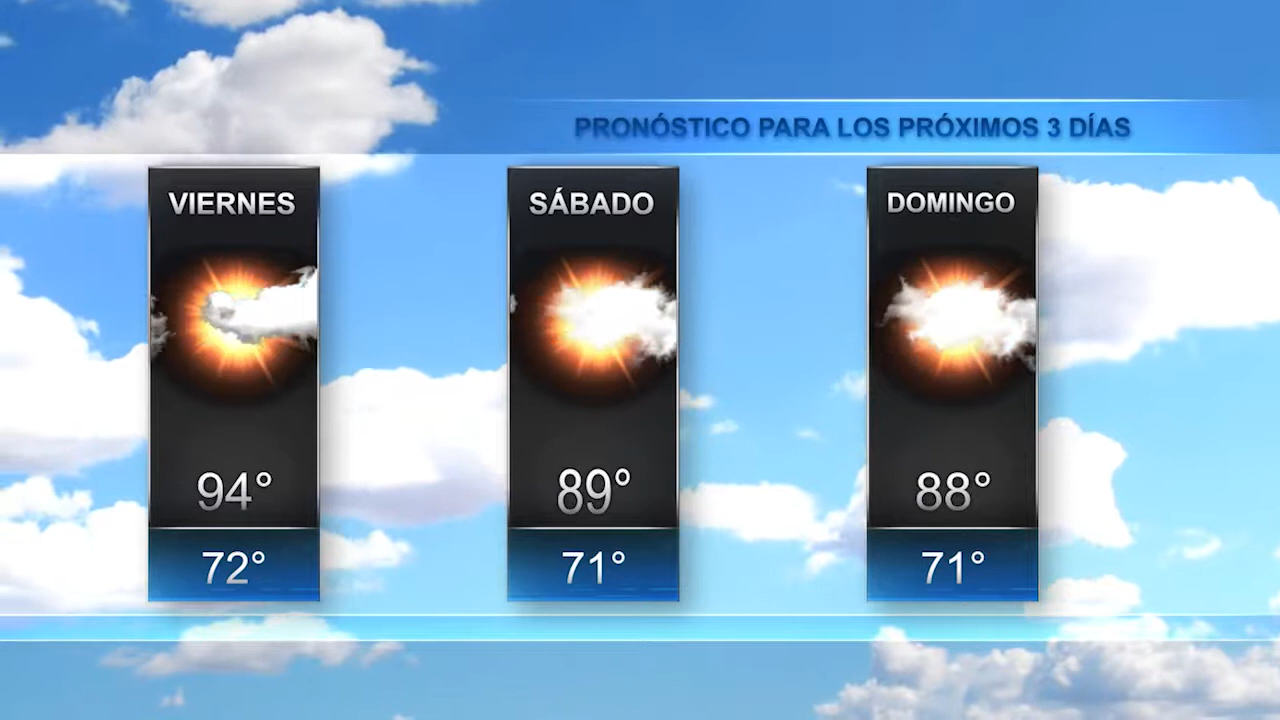 PRONÓSTICO PARA LOS PRÓXIMOS 3 DÍAS
VIERNES
94°
72°
SÁBADO
89°
71°
DOMINGO
88°
71°